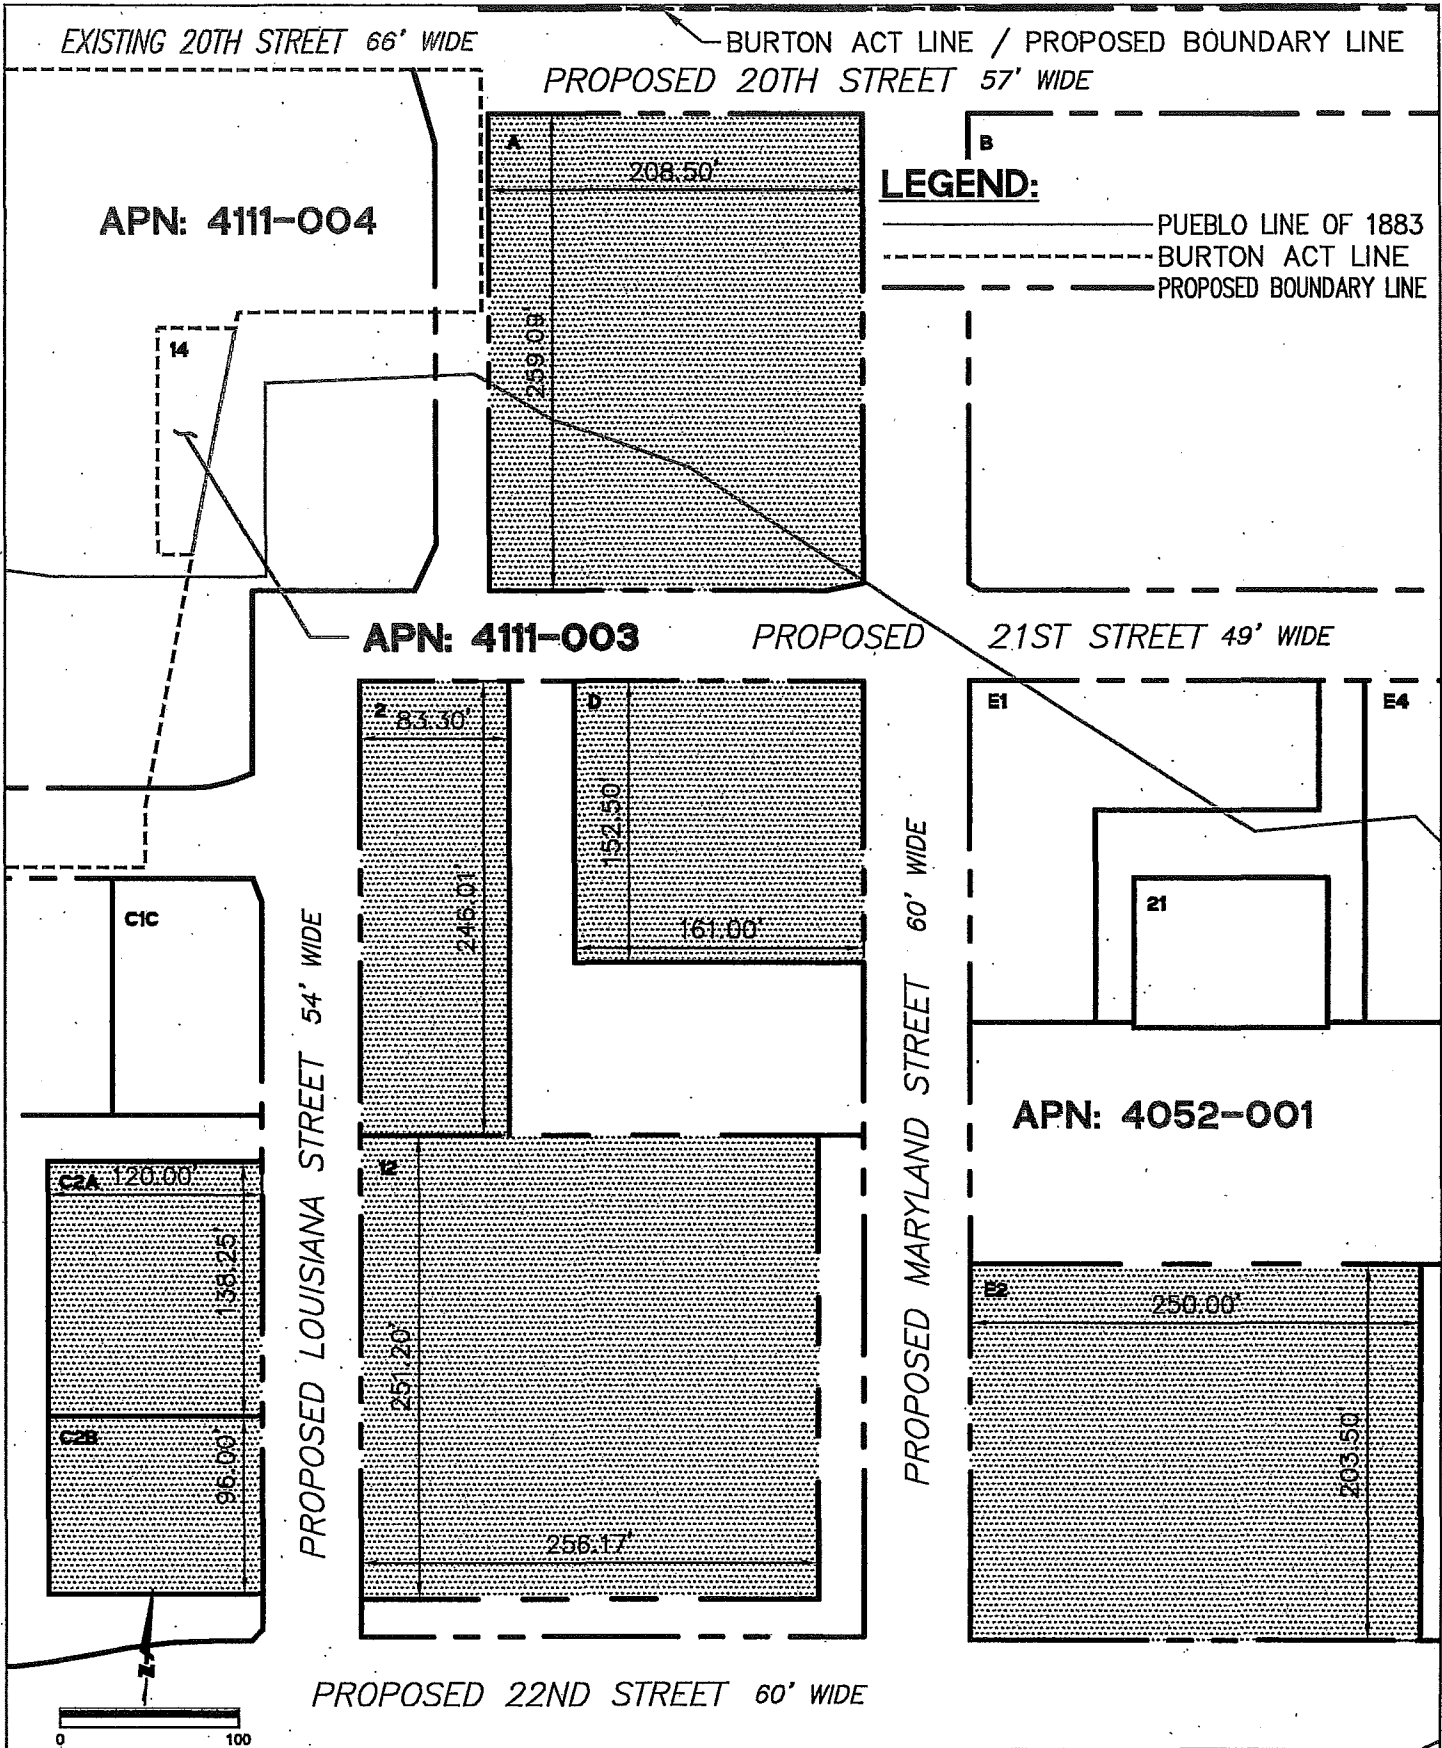 EXISTING 20TH STREET 66' WIDE
BURTON ACT LINE / PROPOSED BOUNDARY LINE
PROPOSED 20TH STREET 57' WIDE
A
B
208.50'
LEGEND:
APN: 4111-004
PUEBLO LINE OF 1883
BURTON ACT LINE
PROPOSED BOUNDARY LINE
14
259.09'
APN: 4111-003
PROPOSED 21ST STREET 49' WIDE
2
83.30'
D
E1
E4
152.50'
246.01'
161.00'
21
C1C
PROPOSED LOUISIANA STREET 54' WIDE
PROPOSED MARYLAND STREET 60' WIDE
APN: 4052-001
C2A
120.00'
12
138.25'
E2
250.00'
251.20'
C2B
96.00'
203.50'
256.17'
N
PROPOSED 22ND STREET 60' WIDE
0 100